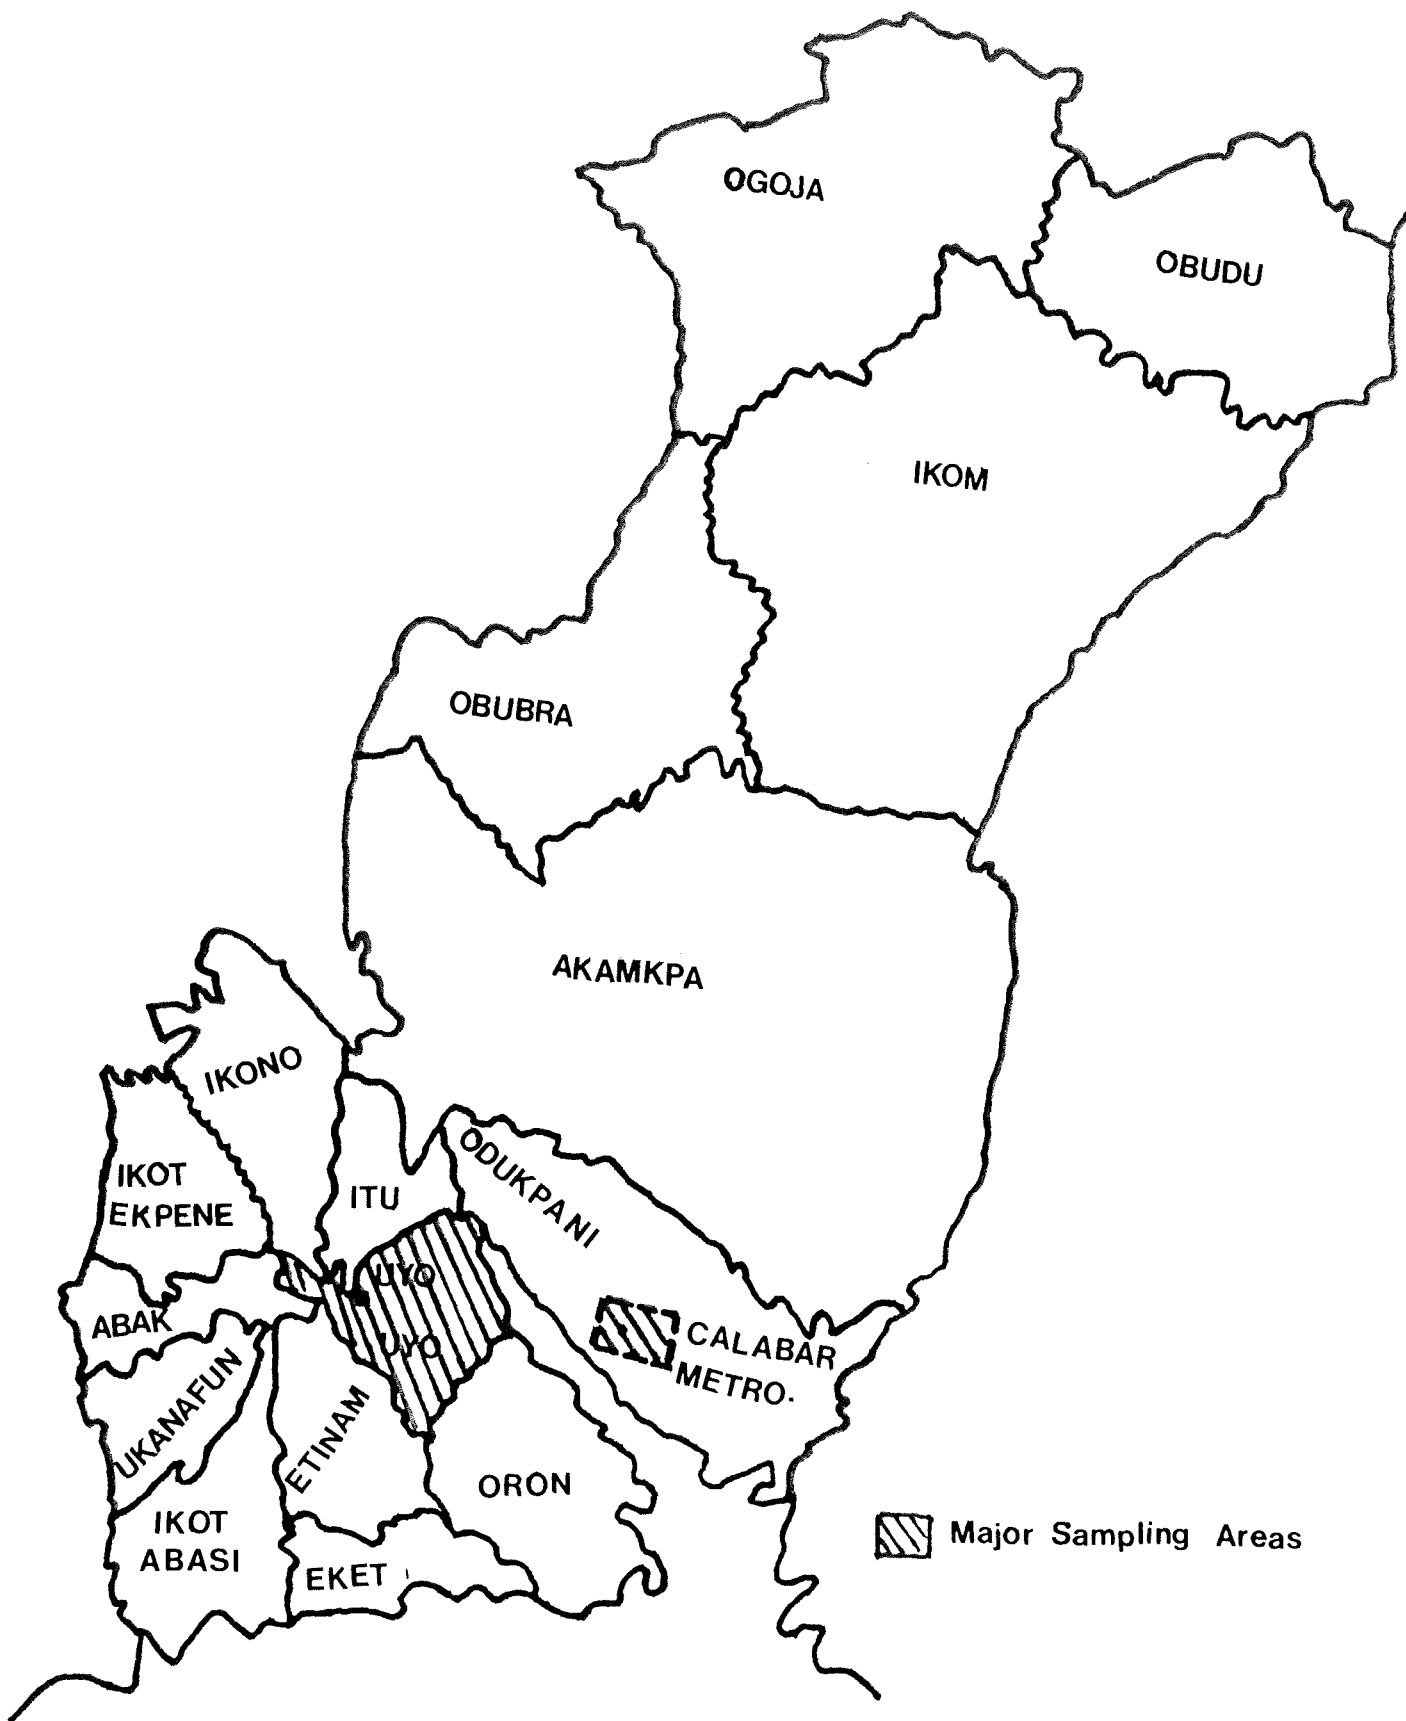 OGOJA
OBUDU
IKOM
OBUBRA
AKAMKPA
IKONO
IKOT
EKPENE
ITU
ODUKPANI
UYO
ABAK
UYO
CALABAR
METRO.
UKANAFUN
ETINAM
ORON
IKOT
ABASI
EKET
Major Sampling Areas